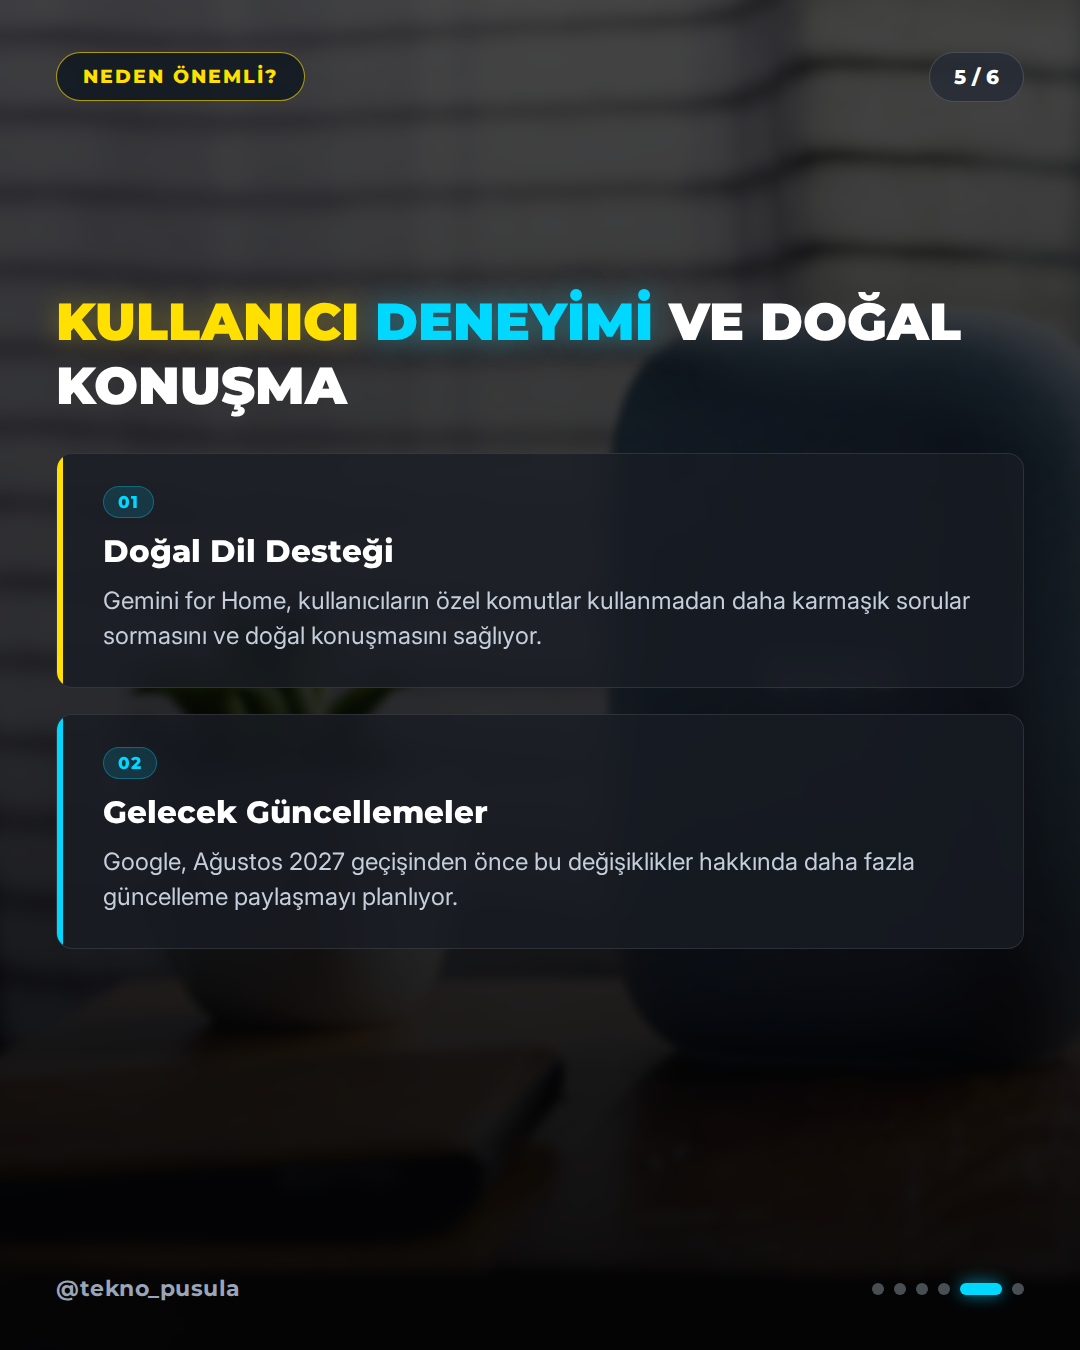 NEDEN ÖNEMLİ?
5 / 6
KULLANICI DENEYİMİ VE DOĞAL
KONUŞMA
01
Doğal Dil Desteği
Gemini for Home, kullanıcıların özel komutlar kullanmadan daha karmaşık sorular
sormasını ve doğal konuşmasını sağlıyor.
02
Gelecek Güncellemeler
Google, Ağustos 2027 geçişinden önce bu değişiklikler hakkında daha fazla
güncelleme paylaşmayı planlıyor.
@tekno_pusula